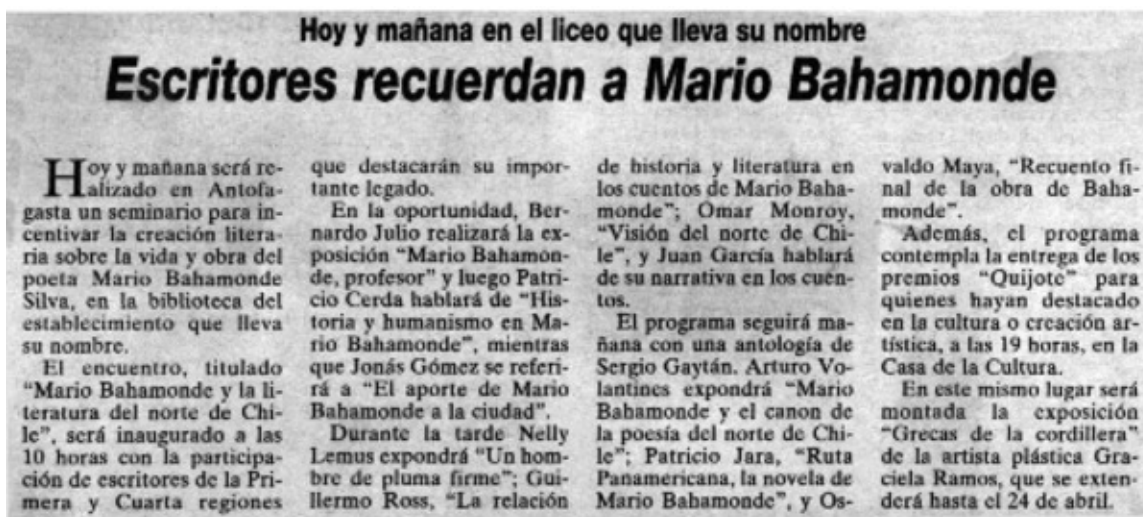 Hoy y mañana en el liceo que lleva su nombre
Escritores recuerdan a Mario Bahamonde
Hoy y mañana será re-
alizado en Antofa-
gasta un seminario para in-
centivar la creación litera-
ria sobre la vida y obra del
poeta Mario Bahamonde
Silva, en la biblioteca del
establecimiento que lleva
su nombre.
El encuentro, titulado
“Mario Bahamonde y la li-
teratura del norte de Chi-
le”, será inaugurado a las
10 horas con la participa-
ción de escritores de la Pri-
mera y Cuarta regiones
que destacarán su impor-
tante legado.
En la oportunidad, Ber-
nardo Julio realizará la ex-
posición “Mario Bahamon-
de, profesor” y luego Patri-
cio Cerda hablará de “His-
toria y humanismo en Ma-
rio Bahamonde”, mientras
que Jonás Gómez se referi-
rá a “El aporte de Mario
Bahamonde a la ciudad”.
Durante la tarde Nelly
Lemus expondrá “Un hom-
bre de pluma firme”; Gui-
llermo Ross, “La relación
de historia y literatura en
los cuentos de Mario Baha-
monde”; Omar Monroy,
“Visión del norte de Chi-
le”, y Juan García hablará
de su narrativa en los cuen-
tos.
El programa seguirá ma-
ñana con una antología de
Sergio Gaytán. Arturo Vo-
lantines expondrá “Mario
Bahamonde y el canon de
la poesía del norte de Chi-
le”; Patricio Jara, “Ruta
Panamericana, la novela de
Mario Bahamonde”, y Os-
valdo Maya, “Recuento fi-
nal de la obra de Baha-
monde”.
Además, el programa
contempla la entrega de los
premios “Quijote” para
quienes hayan destacado
en la cultura o creación ar-
tística, a las 19 horas, en la
Casa de la Cultura.
En este mismo lugar será
montada la exposición
“Grecas de la cordillera”
de la artista plástica Gra-
ciela Ramos, que se exten-
derá hasta el 24 de abril.